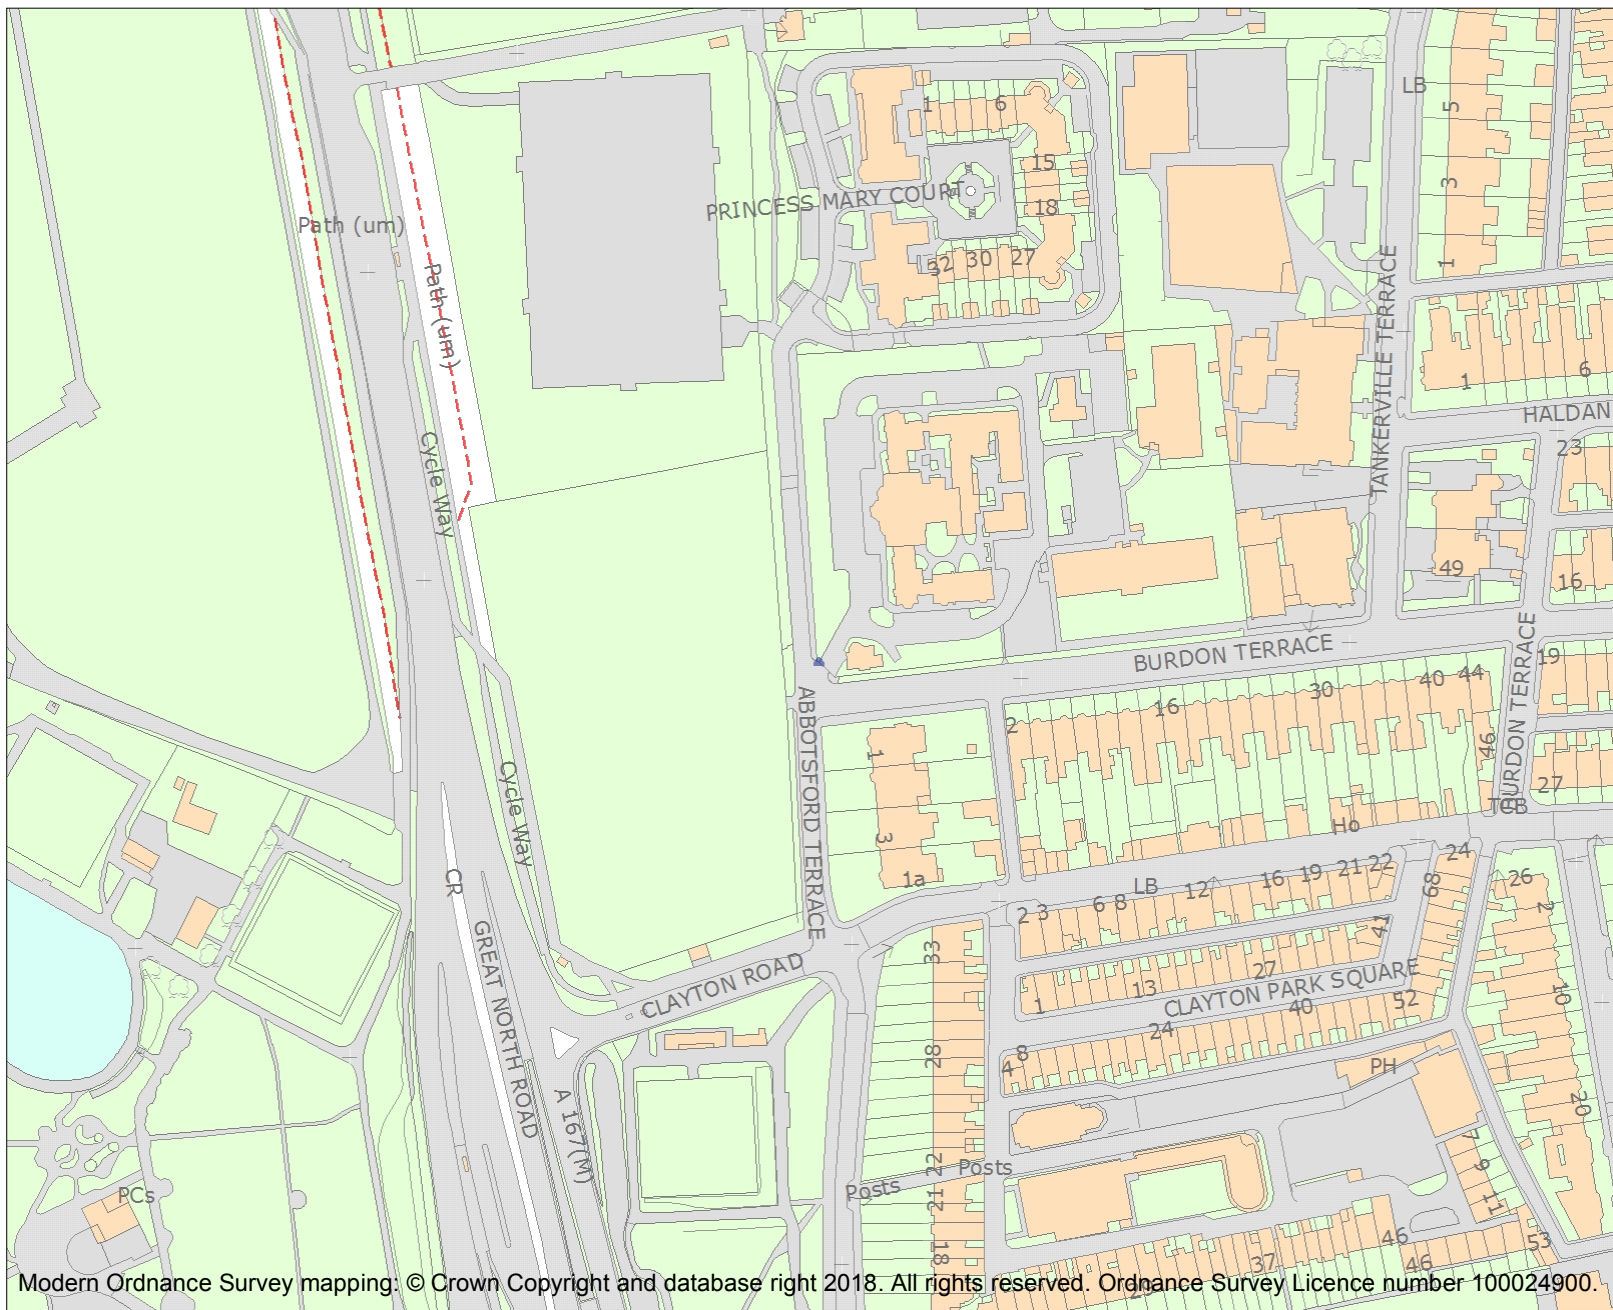 LB
5
1
6
15
3
PRINCESS MARY COURT
18
Path (um)
32
30
27
1
TANKERVILLE TERRACE
Path (um)
1
6
HALDAN
23
Cycle Way
49
16
BURDON TERRACE
19
BURDON TERRACE
40
44
30
16
2
46
ABBOTSFORD TERRACE
1
27
TCB
Cycle Way
3
Ho
1a
CR
LB
2
3
6
8
12
16
19
21
22
24
68
26
2
41
33
GREAT NORTH ROAD
CLAYTON ROAD
27
13
CLAYTON PARK SQUARE
1
40
52
10
24
28
48
PH
A 167(M)
20
7
9
11
22
Posts
Posts
21
PCs
18
37
46
46
53
Modern Ordnance Survey mapping: © Crown Copyright and database right 2018. All rights reserved. Ordnance Survey Licence number 100024900.